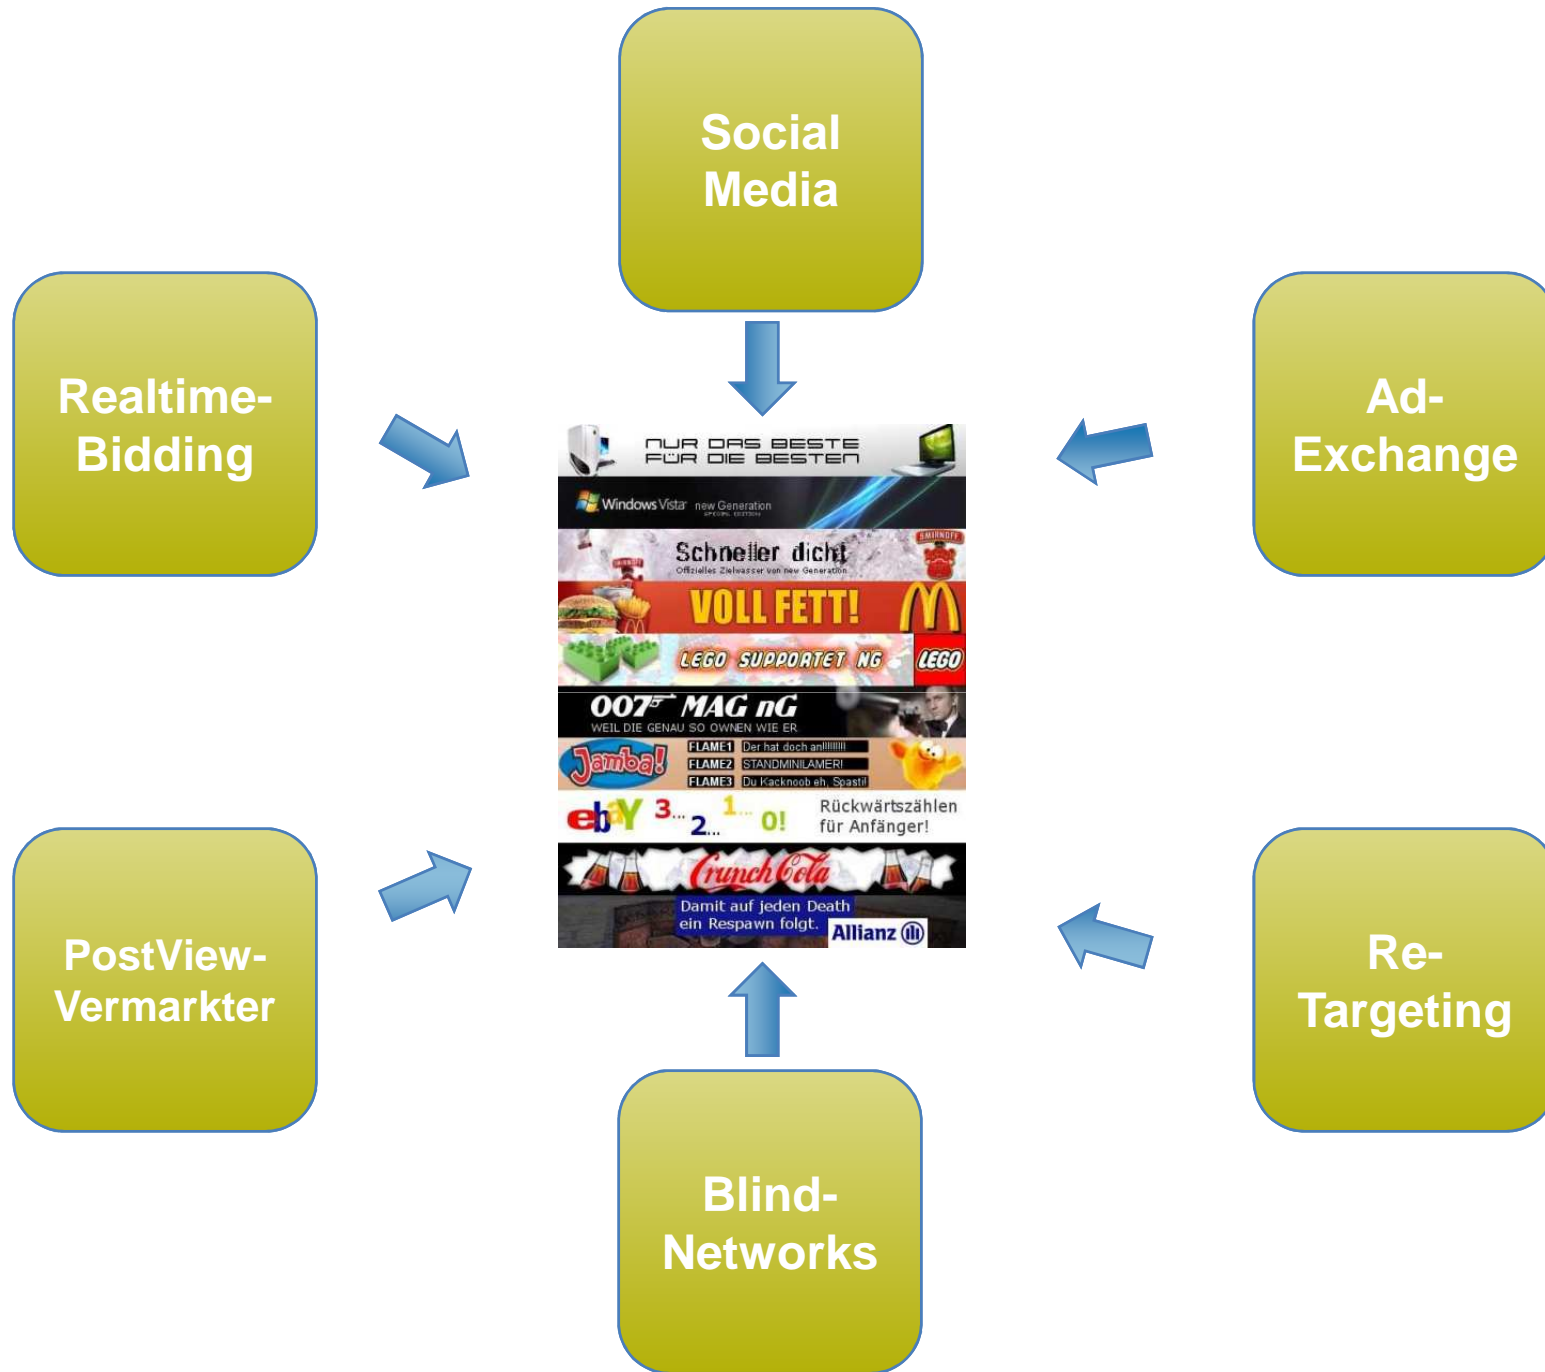 Social
Media
Realtime-
Bidding
Ad-
Exchange
NUR DAS BESTE
FÜR DIE BESTEN
Windows Vista new Generation
SPECIAL EDITION
SMIRNOFF
Schneller dicht
Offizielles Zielwasser von new Generation
VOLL FETT!
LEGO SUPPORTET NG
LEGO
007 MAG nG
WEIL DIE GENAU SO OWNEN WIE ER
Jamba!
FLAME1 Der hat doch an!!!!!!!!!
FLAME2 STANDMINILAMER!
FLAME3 Du Kacknoob eh, Spasti!
ebaY 3... 2... 1... 0!
Rückwärtszählen
für Anfänger!
Crunch Cola
Damit auf jeden Death
ein Respawn folgt.
Allianz
PostView-
Vermarkter
Re-
Targeting
Blind-
Networks